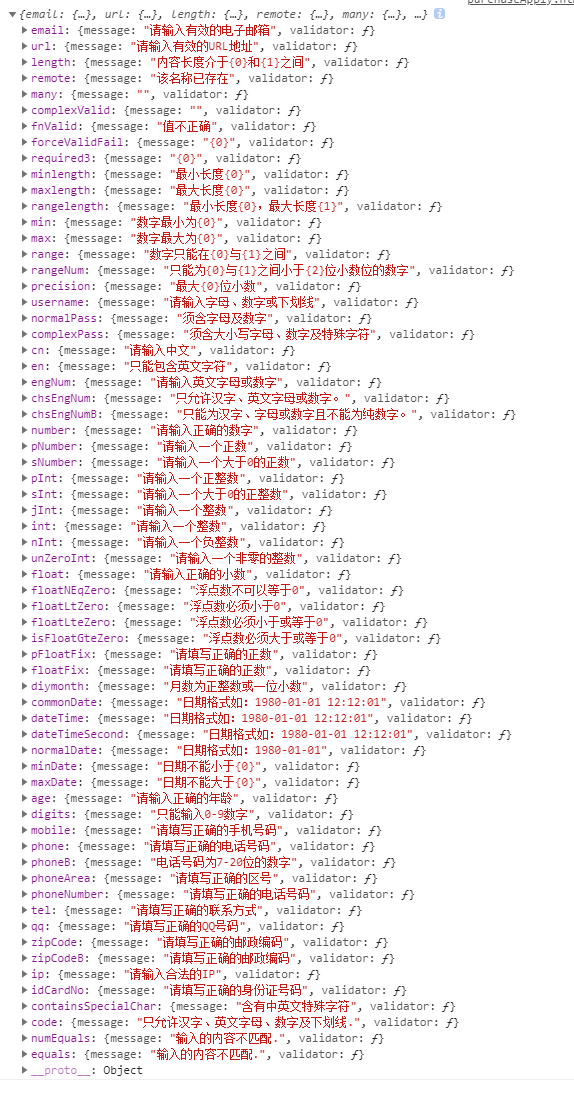 ▼{email: {…}, url: {…}, length: {…}, remote: {…}, many: {…}, …}
▶email: {message: "请输入有效的电子邮箱", validator: ƒ}
▶url: {message: "请输入有效的URL地址", validator: ƒ}
▶length: {message: "内容长度介于{0}和{1}之间", validator: ƒ}
▶remote: {message: "该名称已存在", validator: ƒ}
▶many: {message: "", validator: ƒ}
▶complexValid: {message: "", validator: ƒ}
▶fnValid: {message: "值不正确", validator: ƒ}
▶forceValidFail: {message: "{0}", validator: ƒ}
▶required3: {message: "{0}", validator: ƒ}
▶minlength: {message: "最小长度{0}", validator: ƒ}
▶maxlength: {message: "最大长度{0}", validator: ƒ}
▶rangelength: {message: "最小长度{0}，最大长度{1}", validator: ƒ}
▶min: {message: "数字最小为{0}", validator: ƒ}
▶max: {message: "数字最大为{0}", validator: ƒ}
▶range: {message: "数字只能在{0}与{1}之间", validator: ƒ}
▶rangeNum: {message: "只能为{0}与{1}之间小于{2}位小数位的数字", validator: ƒ}
▶precision: {message: "最大{0}位小数", validator: ƒ}
▶username: {message: "请输入字母、数字或下划线", validator: ƒ}
▶normalPass: {message: "须含字母及数字", validator: ƒ}
▶complexPass: {message: "须含大小写字母、数字及特殊字符", validator: ƒ}
▶cn: {message: "请输入中文", validator: ƒ}
▶en: {message: "只能包含英文字符", validator: ƒ}
▶engNum: {message: "请输入英文字母或数字", validator: ƒ}
▶chsEngNum: {message: "只允许汉字、英文字母或数字。", validator: ƒ}
▶chsEngNumB: {message: "只能为汉字、字母或数字且不能为纯数字。", validator: ƒ}
▶number: {message: "请输入正确的数字", validator: ƒ}
▶pNumber: {message: "请输入一个正数", validator: ƒ}
▶sNumber: {message: "请输入一个大于0的正数", validator: ƒ}
▶pInt: {message: "请输入一个正整数", validator: ƒ}
▶sInt: {message: "请输入一个大于0的正整数", validator: ƒ}
▶jInt: {message: "请输入一个整数", validator: ƒ}
▶int: {message: "请输入一个整数", validator: ƒ}
▶nInt: {message: "请输入一个负整数", validator: ƒ}
▶unZeroInt: {message: "请输入一个非零的整数", validator: ƒ}
▶float: {message: "请输入正确的小数", validator: ƒ}
▶floatNEqZero: {message: "浮点数不可以等于0", validator: ƒ}
▶floatLtZero: {message: "浮点数必须小于0", validator: ƒ}
▶floatLteZero: {message: "浮点数必须小于或等于0", validator: ƒ}
▶isFloatGteZero: {message: "浮点数必须大于或等于0", validator: ƒ}
▶pFloatFix: {message: "请填写正确的正数", validator: ƒ}
▶floatFix: {message: "请填写正确的正数", validator: ƒ}
▶diymonth: {message: "月数为正整数或一位小数", validator: ƒ}
▶commonDate: {message: "日期格式如：1980-01-01 12:12:01", validator: ƒ}
▶dateTime: {message: "日期格式如：1980-01-01 12:12:01", validator: ƒ}
▶dateTimeSecond: {message: "日期格式如：1980-01-01 12:12:01", validator: ƒ}
▶normalDate: {message: "日期格式如：1980-01-01", validator: ƒ}
▶minDate: {message: "日期不能小于{0}", validator: ƒ}
▶maxDate: {message: "日期不能大于{0}", validator: ƒ}
▶age: {message: "请输入正确的年龄", validator: ƒ}
▶digits: {message: "只能输入0-9数字", validator: ƒ}
▶mobile: {message: "请填写正确的手机号码", validator: ƒ}
▶phone: {message: "请填写正确的电话号码", validator: ƒ}
▶phoneB: {message: "电话号码为7-20位的数字", validator: ƒ}
▶phoneArea: {message: "请填写正确的区号", validator: ƒ}
▶phoneNumber: {message: "请填写正确的电话号码", validator: ƒ}
▶tel: {message: "请填写正确的联系方式", validator: ƒ}
▶qq: {message: "请填写正确的QQ号码", validator: ƒ}
▶zipCode: {message: "请填写正确的邮政编码", validator: ƒ}
▶zipCodeB: {message: "请填写正确的邮政编码", validator: ƒ}
▶ip: {message: "请输入合法的IP", validator: ƒ}
▶idCardNo: {message: "请填写正确的身份证号码", validator: ƒ}
▶containsSpecialChar: {message: "含有中英文特殊字符", validator: ƒ}
▶code: {message: "只允许汉字、英文字母、数字及下划线.", validator: ƒ}
▶numEquals: {message: "输入的内容不匹配.", validator: ƒ}
▶equals: {message: "输入的内容不匹配.", validator: ƒ}
▶__proto__: Object